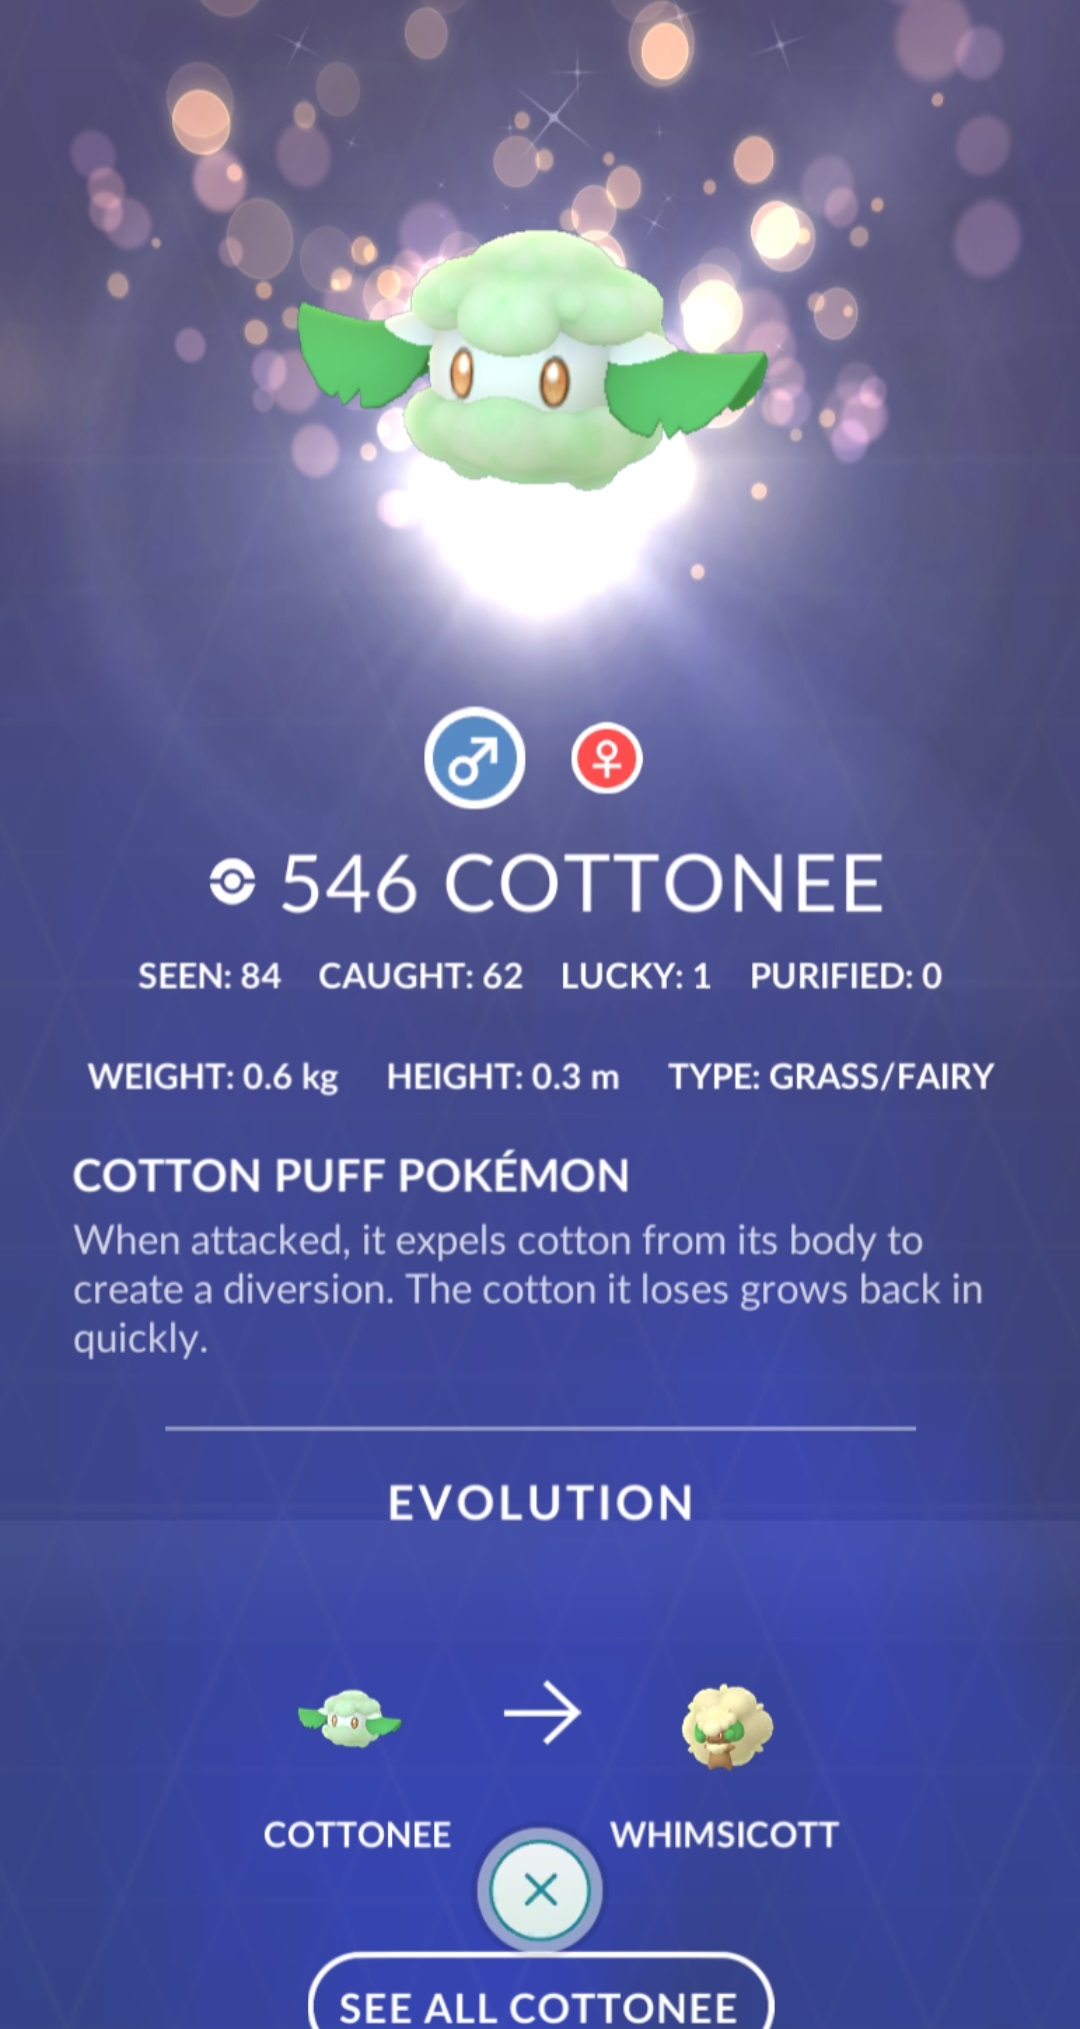 546 COTTONEE
SEEN: 84 CAUGHT: 62 LUCKY: 1 PURIFIED: 0
WEIGHT: 0.6 kg HEIGHT: 0.3 m TYPE: GRASS/FAIRY
COTTON PUFF POKÉMON
When attacked, it expels cotton from its body to
create a diversion. The cotton it loses grows back in
quickly.
EVOLUTION
COTTONEE WHIMSICOTT
SEE ALL COTTONEE